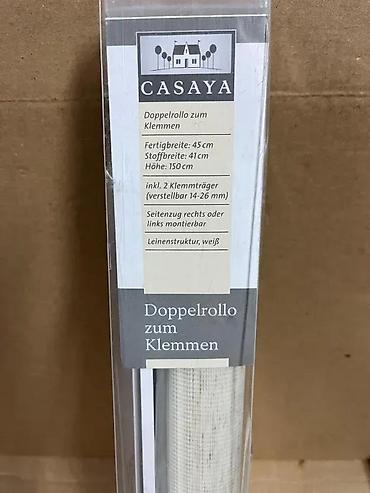 CASAYA
Doppelrollo zum
Klemmen
Fertigbreite: 45 cm
Stoffbreite: 41 cm
Höhe: 150 cm
inkl. 2 Klemmträger
(verstellbar 14-26 mm)
Seitenzug rechts oder
links montierbar
Leinenstruktur, weiß
Doppelrollo
zum
Klemmen